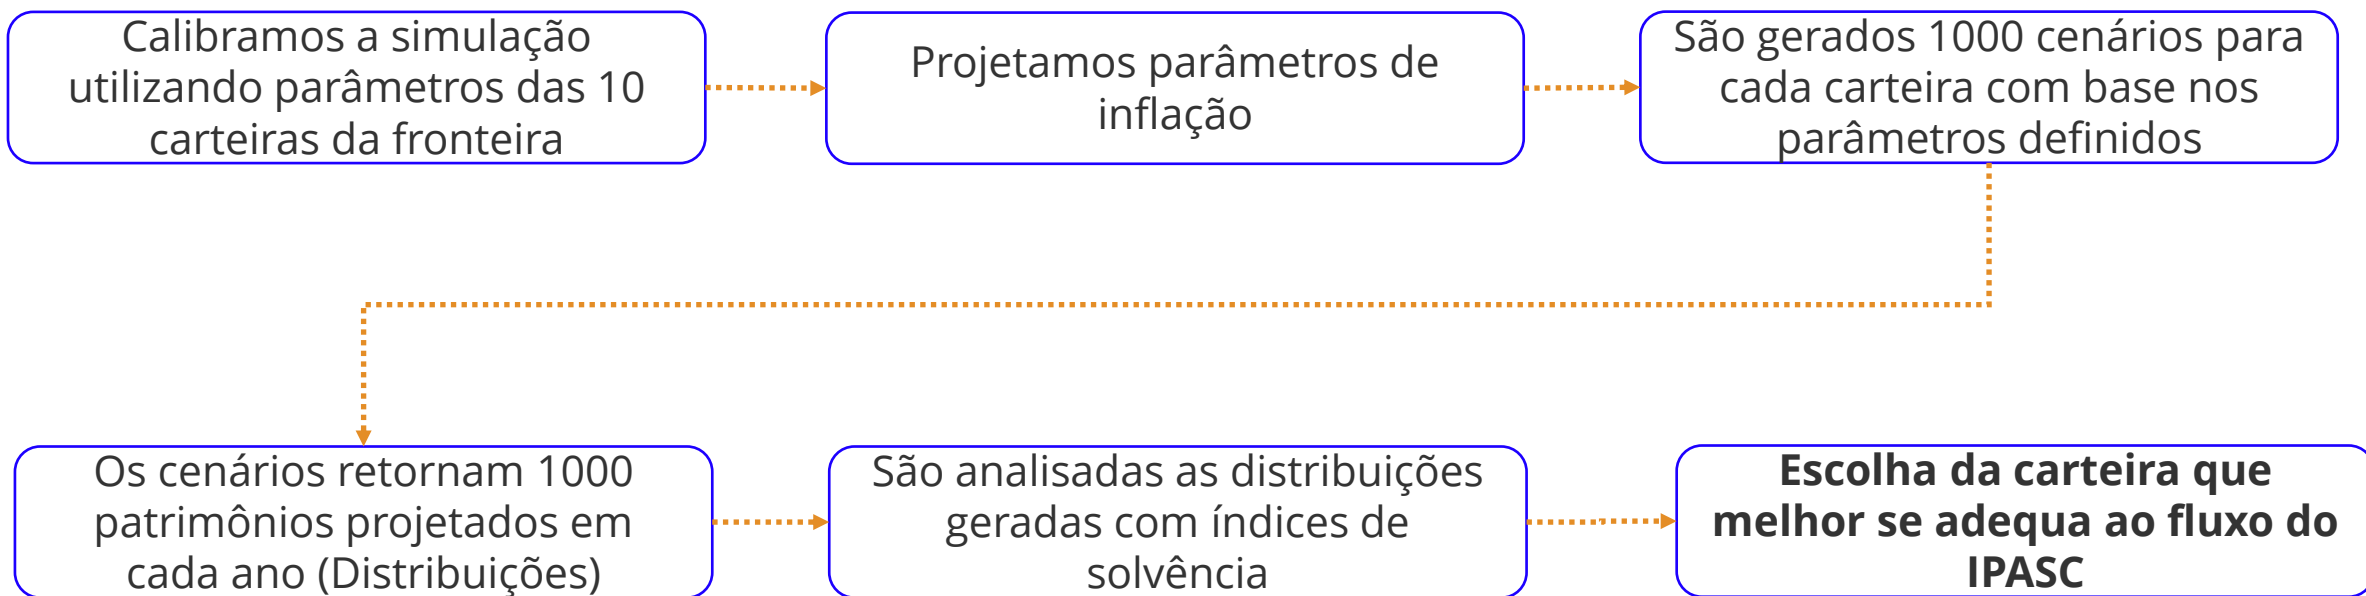 Calibramos a simulação
utilizando parâmetros das 10
carteiras da fronteira
Projetamos parâmetros de
inflação
São gerados 1000 cenários para
cada carteira com base nos
parâmetros definidos
Os cenários retornam 1000
patrimônios projetados em
cada ano (Distribuições)
São analisadas as distribuições
geradas com índices de
solvência
Escolha da carteira que
melhor se adequa ao fluxo do
IPASC